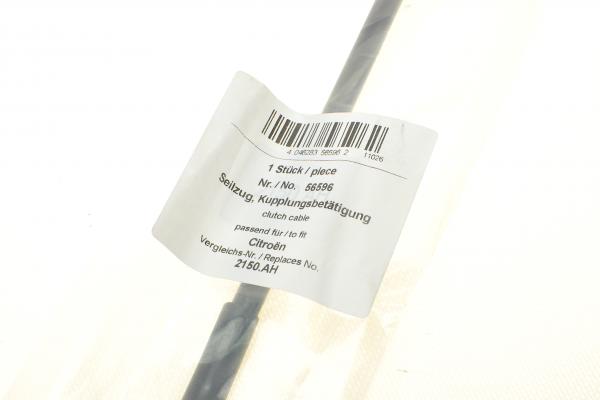 4 046283 56596 2 11026
1 Stück / piece
Nr. / No. 56596
Seilzug, Kupplungsbetätigung
clutch cable
passend für / to fit
Citroën
Vergleichs-Nr. / Replaces No.
2150.AH